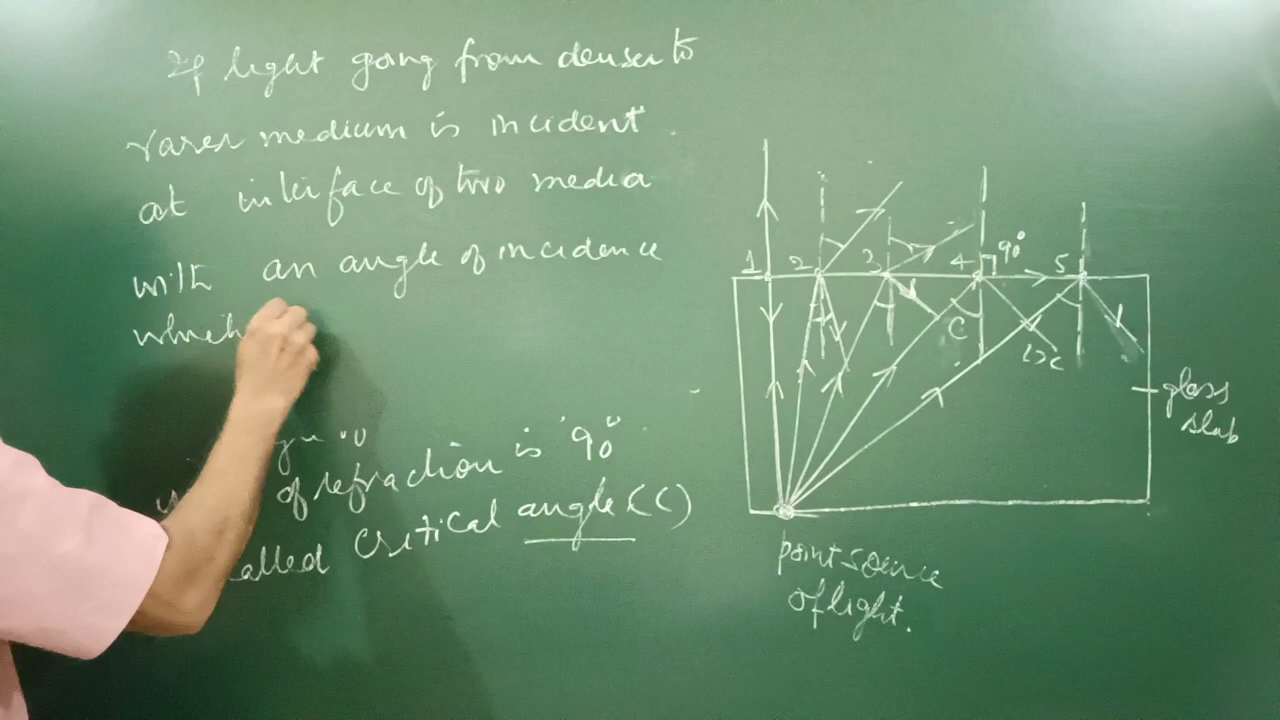 If light going from denser to
rarer medium is incident
at interface of two media
with an angle of incidence
which
of refraction is 90°
called critical angle (C)
1 2 3 4 90° 5
C
i>c
glass
slab
point source
of light.